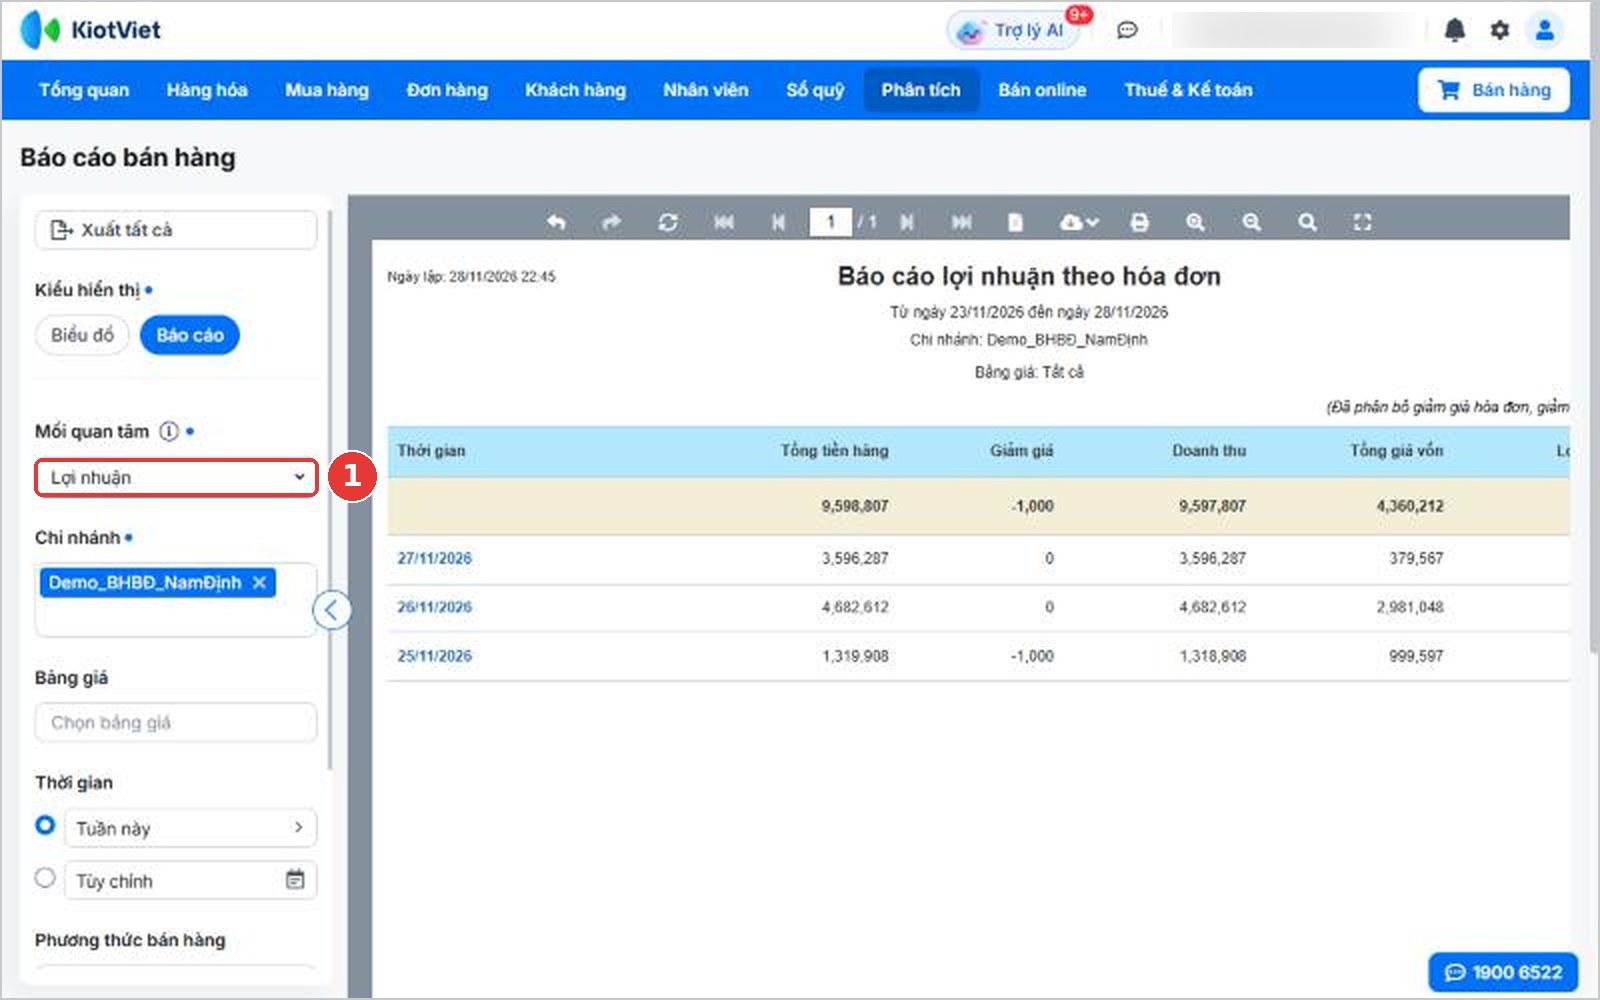 KiotViet
Trợ lý AI
9+
Tổng quan
Hàng hóa
Mua hàng
Đơn hàng
Khách hàng
Nhân viên
Sổ quỹ
Phân tích
Bán online
Thuế & Kế toán
Bán hàng
Báo cáo bán hàng
Xuất tất cả
Kiểu hiển thị
Biểu đồ
Báo cáo
Mối quan tâm
Lợi nhuận
1
Chi nhánh
Demo_BHBĐ_NamĐịnh
Bảng giá
Chọn bảng giá
Thời gian
Tuần này
Tùy chỉnh
Phương thức bán hàng
1 / 1
Ngày lập: 28/11/2026 22:45
Báo cáo lợi nhuận theo hóa đơn
Từ ngày 23/11/2026 đến ngày 28/11/2026
Chi nhánh: Demo_BHBĐ_NamĐịnh
Bảng giá: Tất cả
(Đã phân bổ giảm giá hóa đơn, giảm
Thời gian Tổng tiền hàng Giảm giá Doanh thu Tổng giá vốn
9,598,807 -1,000 9,597,807 4,360,212
27/11/2026 3,596,287 0 3,596,287 379,567
26/11/2026 4,682,612 0 4,682,612 2,981,048
25/11/2026 1,319,908 -1,000 1,318,908 999,597
1900 6522